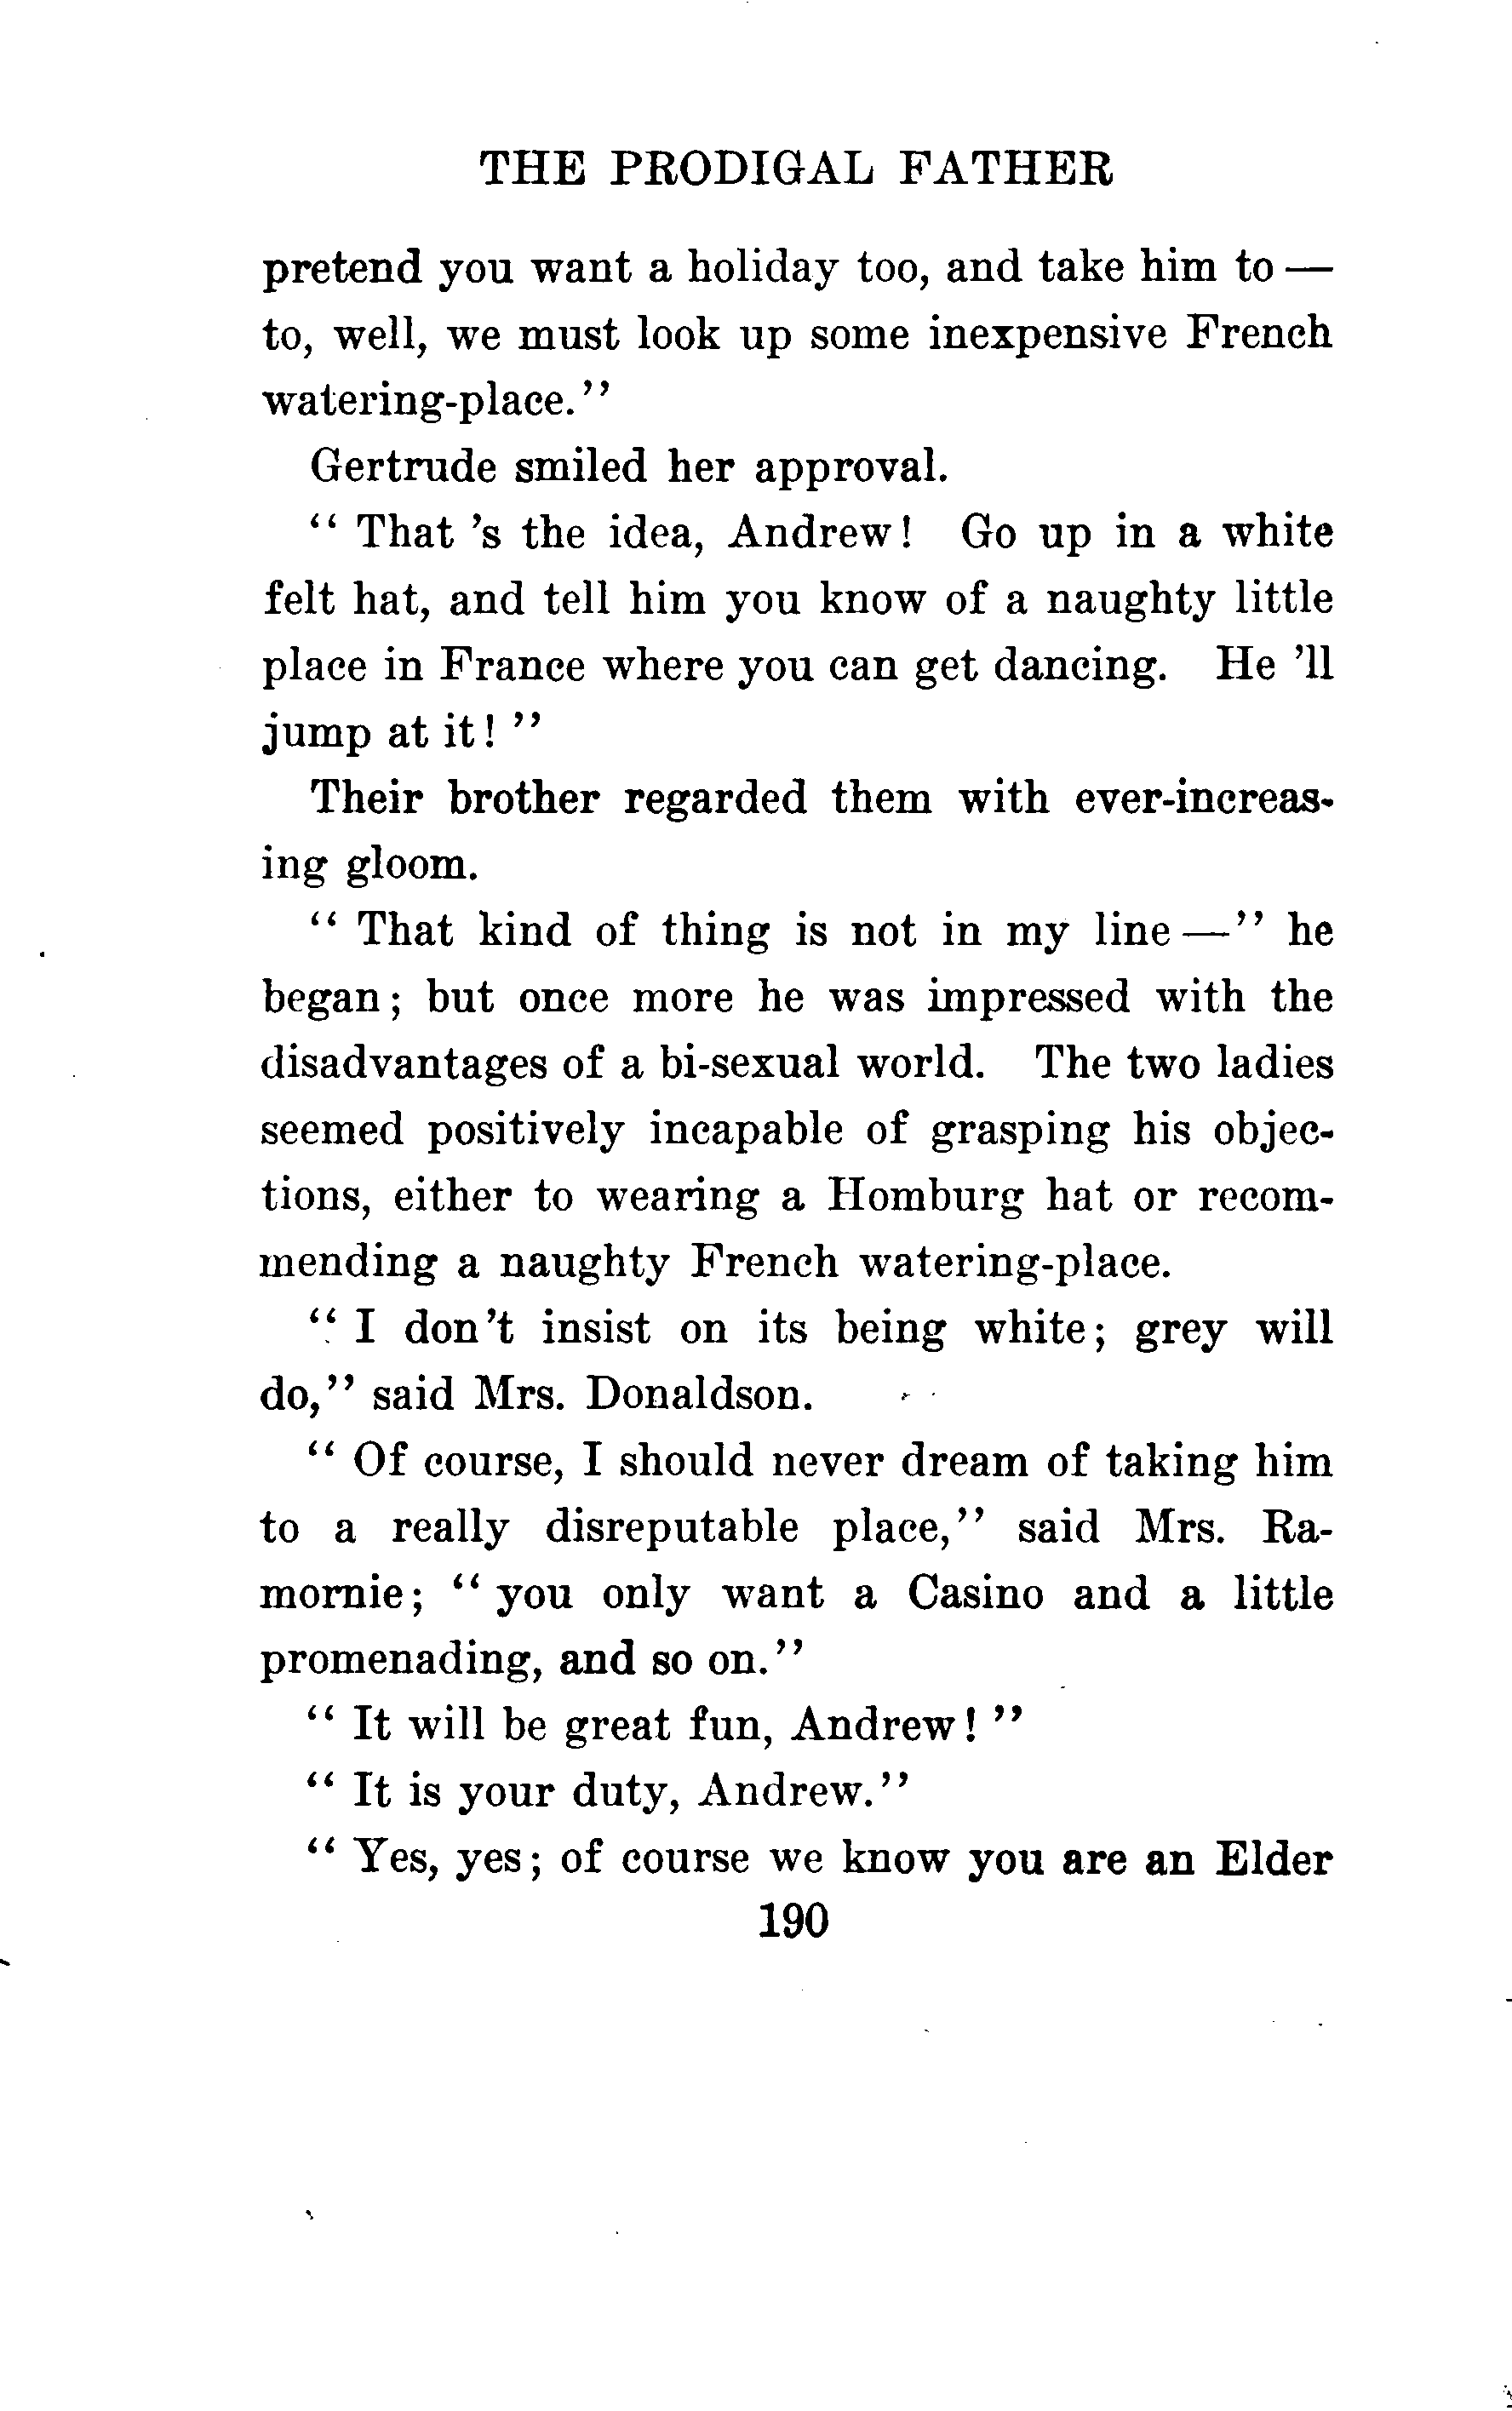 THE PRODIGAL FATHER
pretend you want a holiday too, and take him to —
to, well, we must look up some inexpensive French
watering-place."
Gertrude smiled her approval.
" That 's the idea, Andrew! Go up in a white
felt hat, and tell him you know of a naughty little
place in France where you can get dancing. He 'll
jump at it! "
Their brother regarded them with ever-increas-
ing gloom.
" That kind of thing is not in my line —" he
began; but once more he was impressed with the
disadvantages of a bi-sexual world. The two ladies
seemed positively incapable of grasping his objec-
tions, either to wearing a Homburg hat or recom-
mending a naughty French watering-place.
" I don't insist on its being white; grey will
do," said Mrs. Donaldson.
" Of course, I should never dream of taking him
to a really disreputable place," said Mrs. Ra-
mornie; " you only want a Casino and a little
promenading, and so on."
" It will be great fun, Andrew! "
" It is your duty, Andrew."
" Yes, yes; of course we know you are an Elder
190